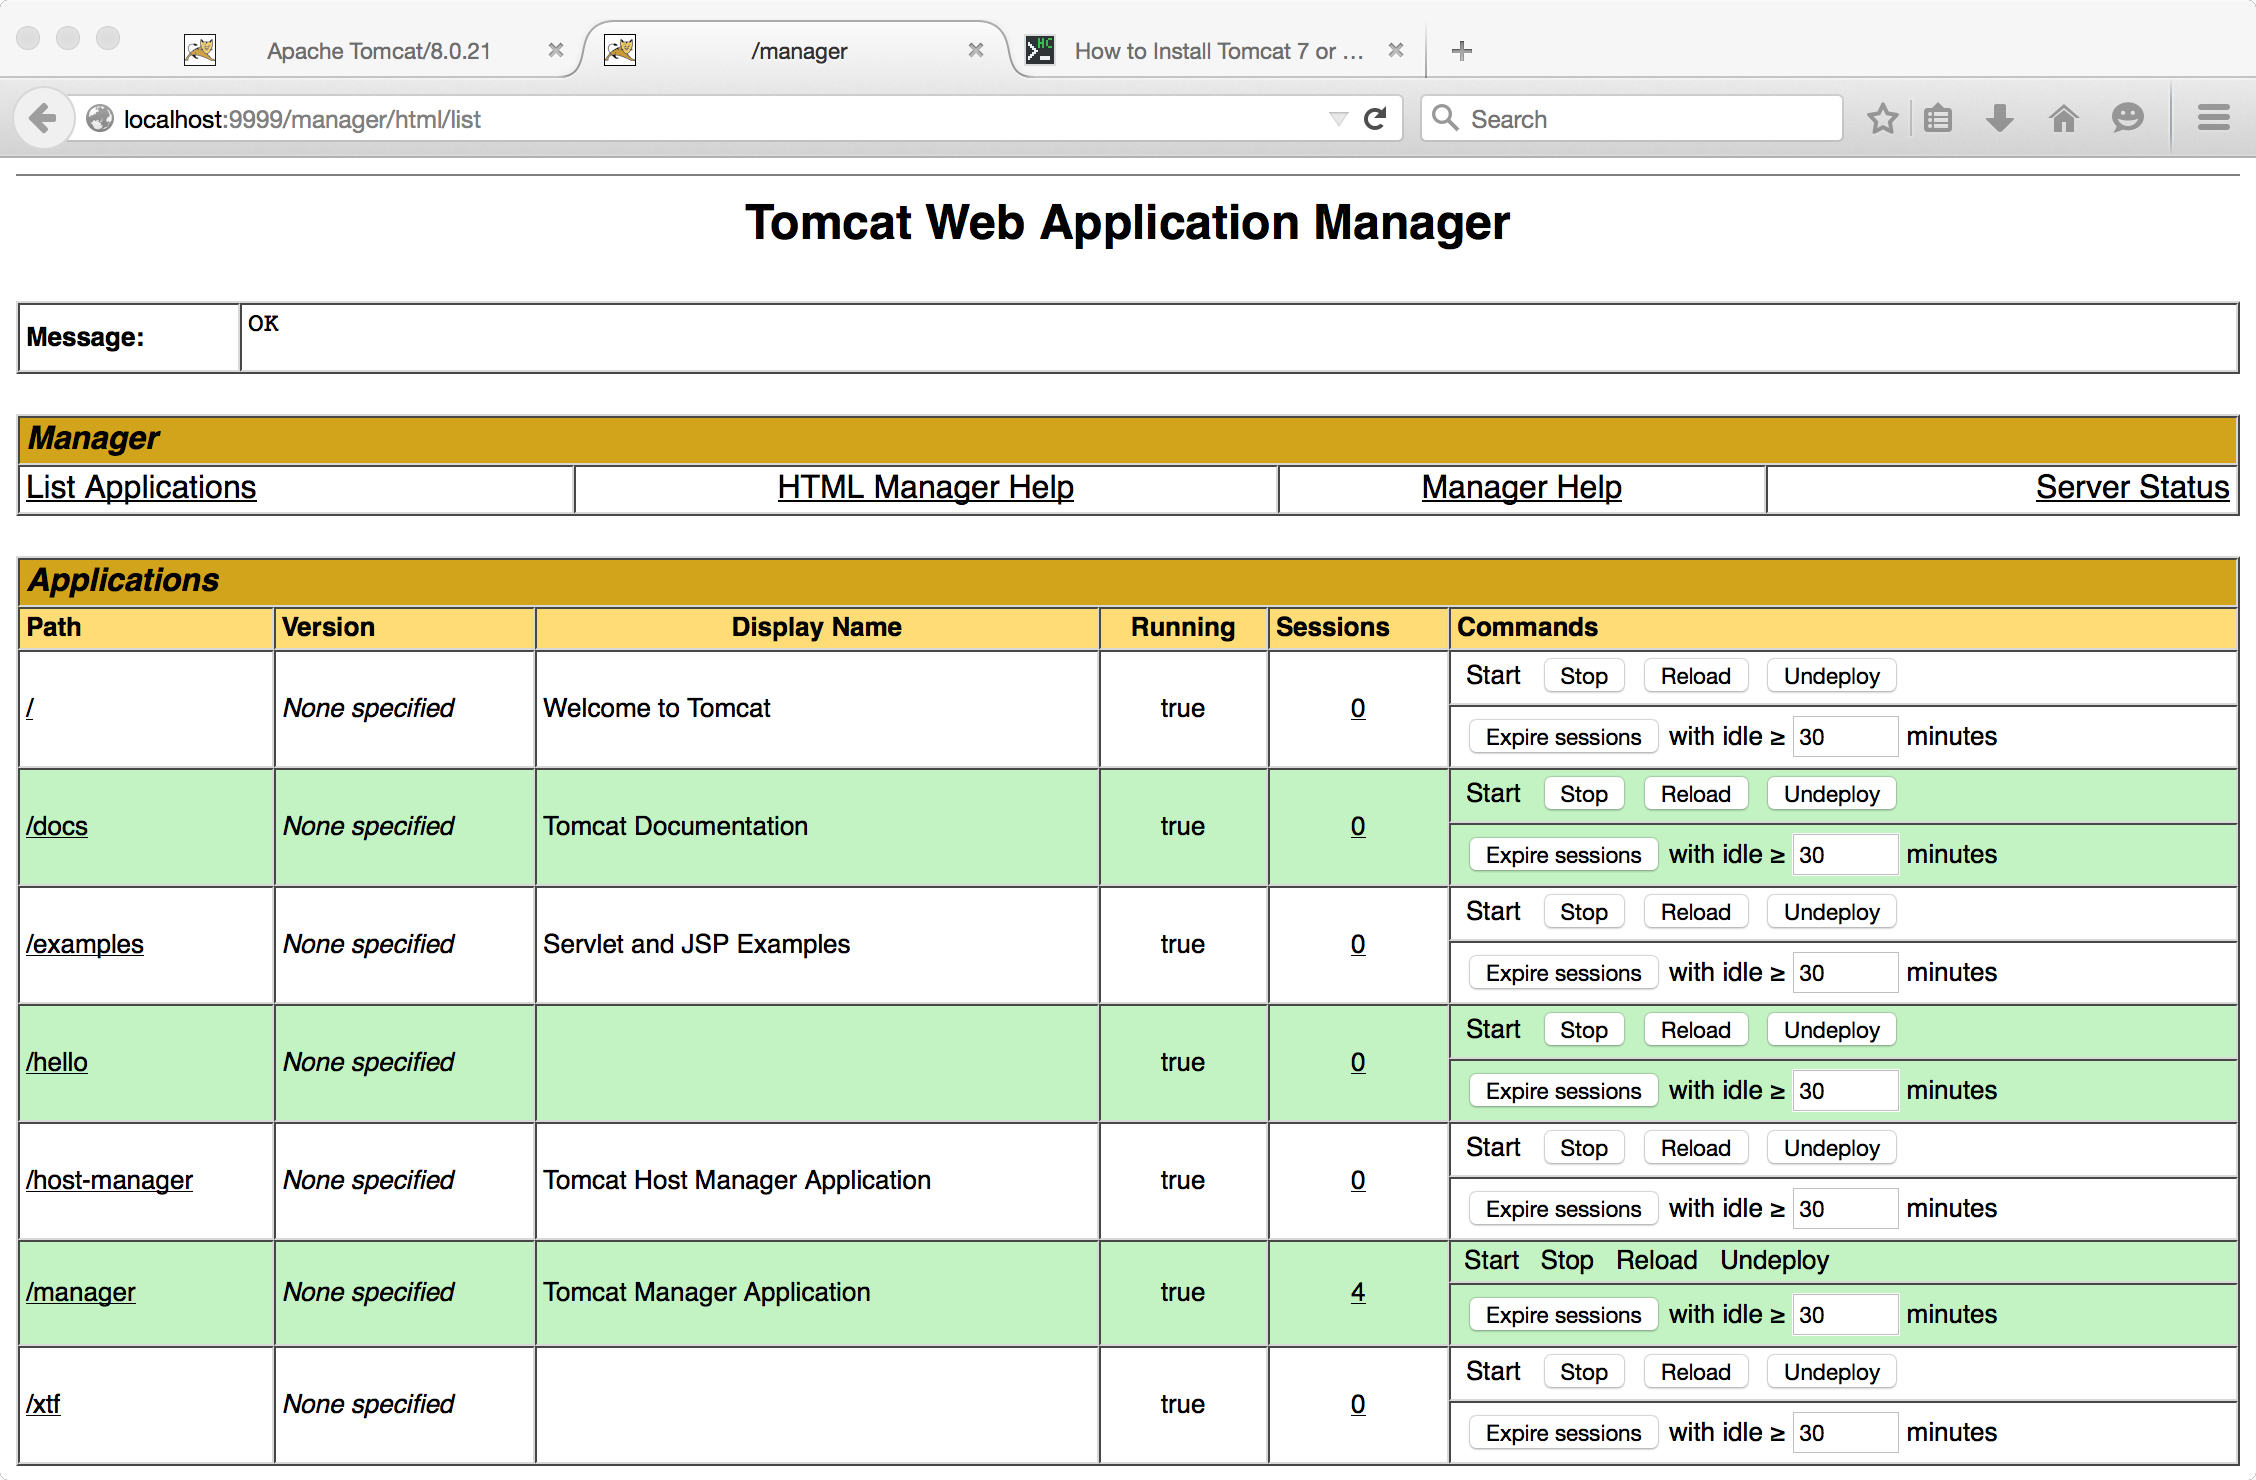 Apache Tomcat/8.0.21 /manager How to Install Tomcat 7 or ...
localhost:9999/manager/html/list Search
Tomcat Web Application Manager
Message: OK
Manager
List Applications HTML Manager Help Manager Help Server Status
Applications
Path Version Display Name Running Sessions Commands
/ None specified Welcome to Tomcat true 0 Start Stop Reload Undeploy
Expire sessions with idle ≥ 30 minutes
/docs None specified Tomcat Documentation true 0 Start Stop Reload Undeploy
Expire sessions with idle ≥ 30 minutes
/examples None specified Servlet and JSP Examples true 0 Start Stop Reload Undeploy
Expire sessions with idle ≥ 30 minutes
/hello None specified true 0 Start Stop Reload Undeploy
Expire sessions with idle ≥ 30 minutes
/host-manager None specified Tomcat Host Manager Application true 0 Start Stop Reload Undeploy
Expire sessions with idle ≥ 30 minutes
/manager None specified Tomcat Manager Application true 4 Start Stop Reload Undeploy
Expire sessions with idle ≥ 30 minutes
/xtf None specified true 0 Start Stop Reload Undeploy
Expire sessions with idle ≥ 30 minutes